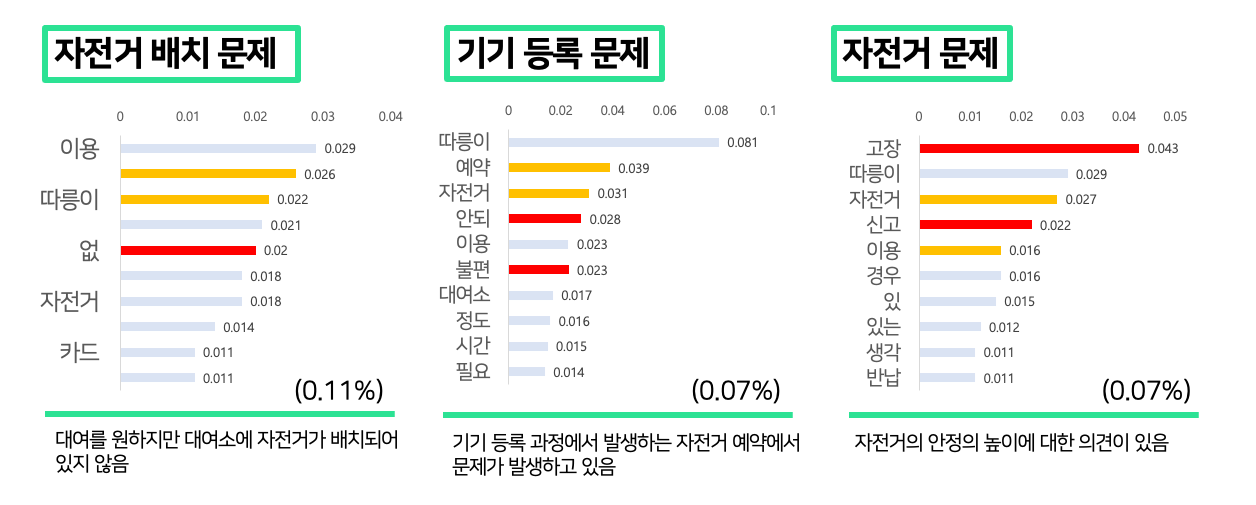 자전거 배치 문제
0 0.01 0.02 0.03 0.04
이용 0.029
0.026
따릉이 0.022
0.021
없 0.02
0.018
자전거 0.018
0.014
카드 0.011
0.011
(0.11%)
대여를 원하지만 대여소에 자전거가 배치되어
있지 않음
기기 등록 문제
0 0.02 0.04 0.06 0.08 0.1
따릉이 0.081
예약 0.039
자전거 0.031
안되 0.028
이용 0.023
불편 0.023
대여소 0.017
정도 0.016
시간 0.015
필요 0.014
(0.07%)
기기 등록 과정에서 발생하는 자전거 예약에서
문제가 발생하고 있음
자전거 문제
0 0.01 0.02 0.03 0.04 0.05
고장 0.043
따릉이 0.029
자전거 0.027
신고 0.022
이용 0.016
경우 0.016
있 0.015
있는 0.012
생각 0.011
반납 0.011
(0.07%)
자전거의 안정의 높이에 대한 의견이 있음